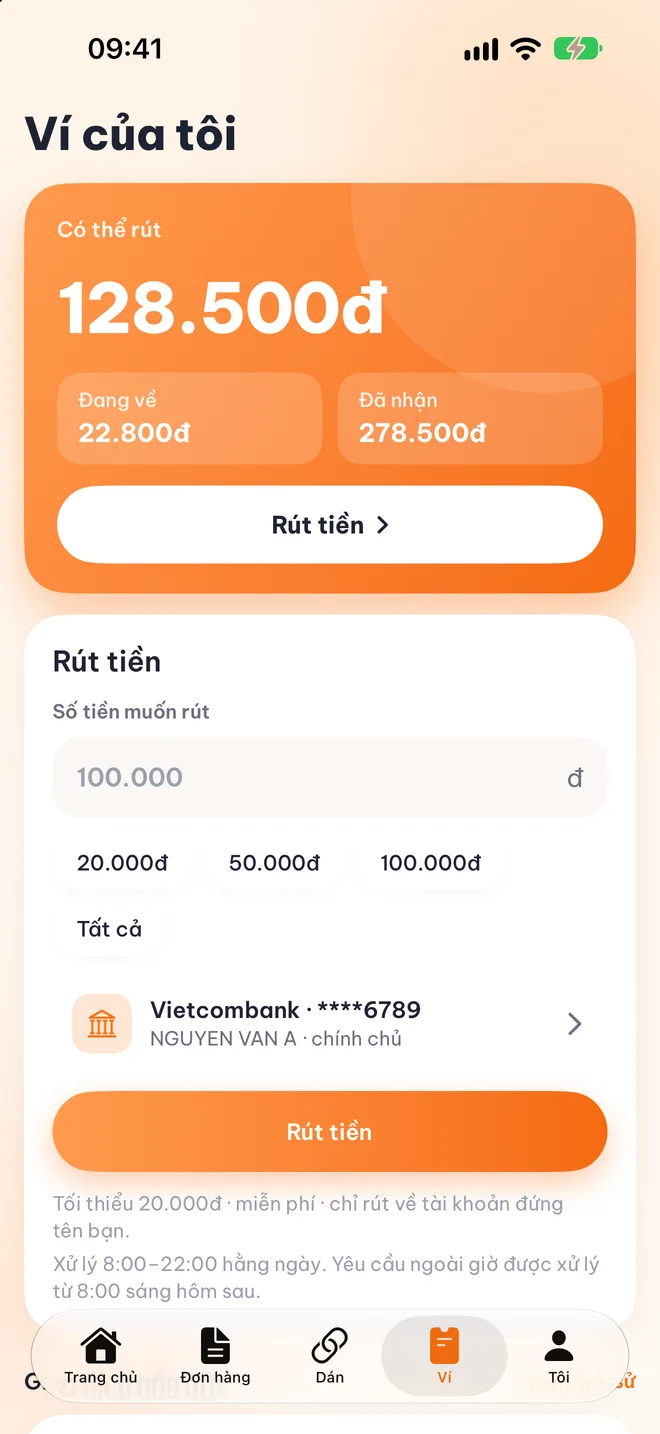 09:41
Ví của tôi
Có thể rút
128.500đ
Đang về
22.800đ
Đã nhận
278.500đ
Rút tiền
Rút tiền
Số tiền muốn rút
100.000 đ
20.000đ 50.000đ 100.000đ
Tất cả
Vietcombank · ****6789
NGUYEN VAN A · chính chủ
Rút tiền
Tối thiểu 20.000đ · miễn phí · chỉ rút về tài khoản đứng
tên bạn.
Xử lý 8:00–22:00 hằng ngày. Yêu cầu ngoài giờ được xử lý
từ 8:00 sáng hôm sau.
Trang chủ Đơn hàng Dán Ví Tôi